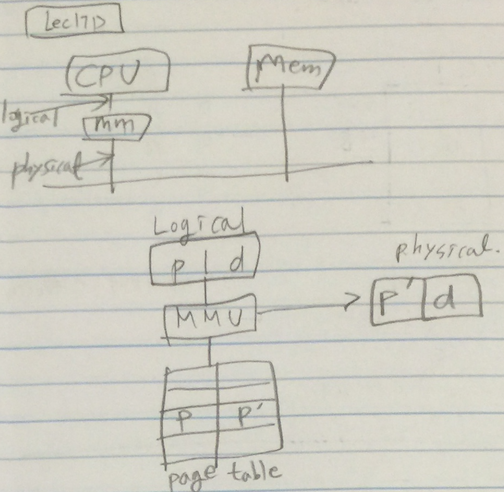 Lec17D
CPU
Mem
logical
mm
physical
Logical
p | d
physical.
MMU
p' d
p p'
page table